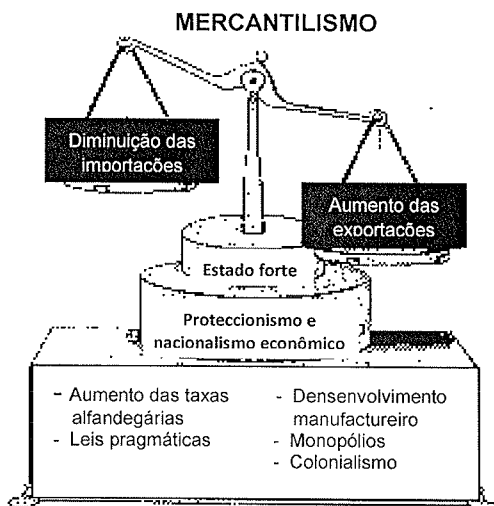 MERCANTILISMO
Diminuição das
importações
Aumento das
exportações
Estado forte
Proteccionismo e
nacionalismo econômico
- Aumento das taxas
alfandegárias
- Leis pragmáticas
- Densenvolvimento
manufactureiro
- Monopólios
- Colonialismo